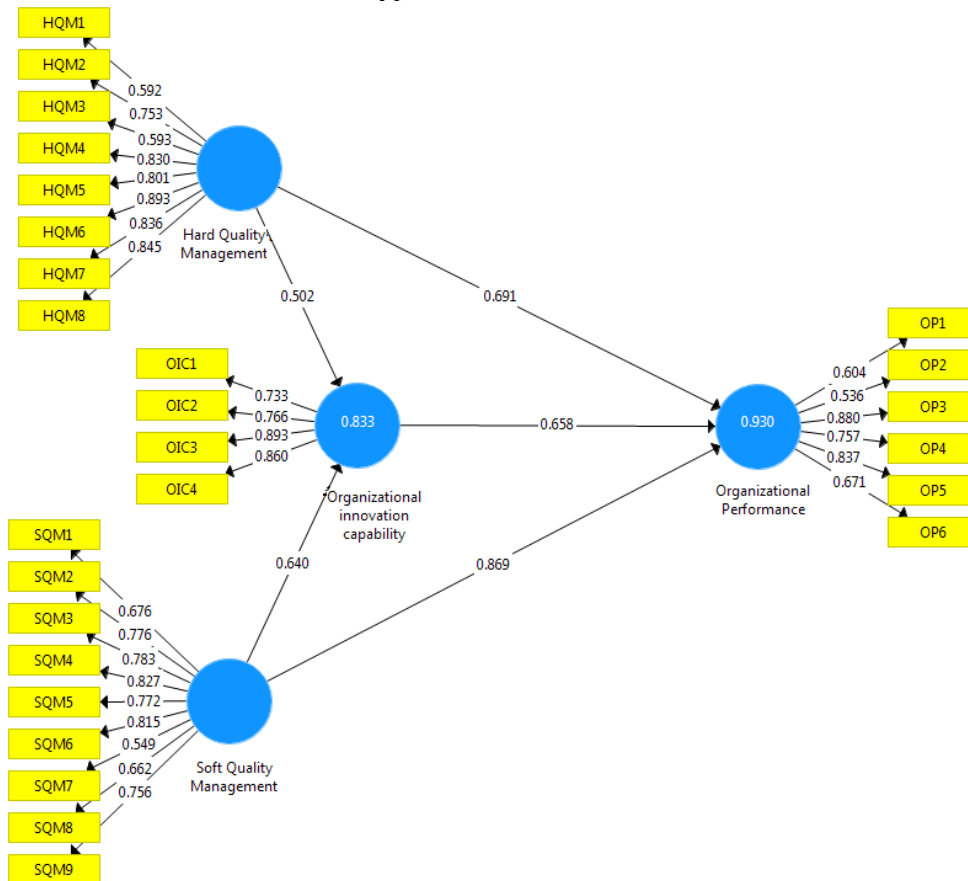 HQM1
HQM2
HQM3
HQM4
HQM5
HQM6
HQM7
HQM8
0.592
0.753
0.593
0.830
0.801
0.893
0.836
0.845
Hard Quality
Management
0.502
0.691
OIC1
OIC2
OIC3
OIC4
0.733
0.766
0.893
0.860
0.833
Organizational
innovation
capability
0.658
0.930
Organizational
Performance
0.604
0.536
0.880
0.757
0.837
0.671
OP1
OP2
OP3
OP4
OP5
OP6
0.640
0.869
SQM1
SQM2
SQM3
SQM4
SQM5
SQM6
SQM7
SQM8
SQM9
0.676
0.776
0.783
0.827
0.772
0.815
0.549
0.662
0.756
Soft Quality
Management